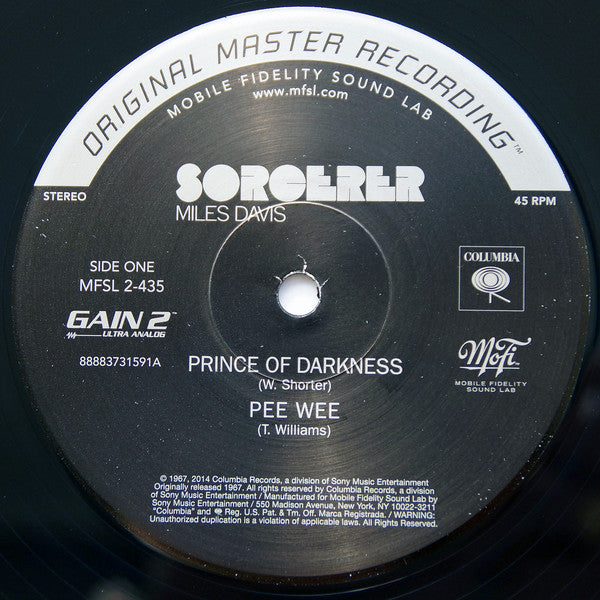 ORIGINAL MASTER RECORDING™
MOBILE FIDELITY SOUND LAB
www.mfsl.com
SORCERER
MILES DAVIS
STEREO
45 RPM
SIDE ONE
MFSL 2-435
COLUMBIA
GAIN 2™
ULTRA ANALOG
MoFi
MOBILE FIDELITY
SOUND LAB
88883731591A
PRINCE OF DARKNESS
(W. Shorter)
PEE WEE
(T. Williams)
© 1967, 2014 Columbia Records, a division of Sony Music Entertainment
Originally released 1967, All rights reserved by Columbia Records, a division
of Sony Music Entertainment / Manufactured for Mobile Fidelity Sound Lab by
Sony Music Entertainment / 550 Madison Avenue, New York, NY, 10022-3211
"Columbia" and Reg. U.S. Pat. & Tm. Off. Marca Registrada. / WARNING:
Unauthorized duplication is a violation of applicable laws. All Rights Reserved.